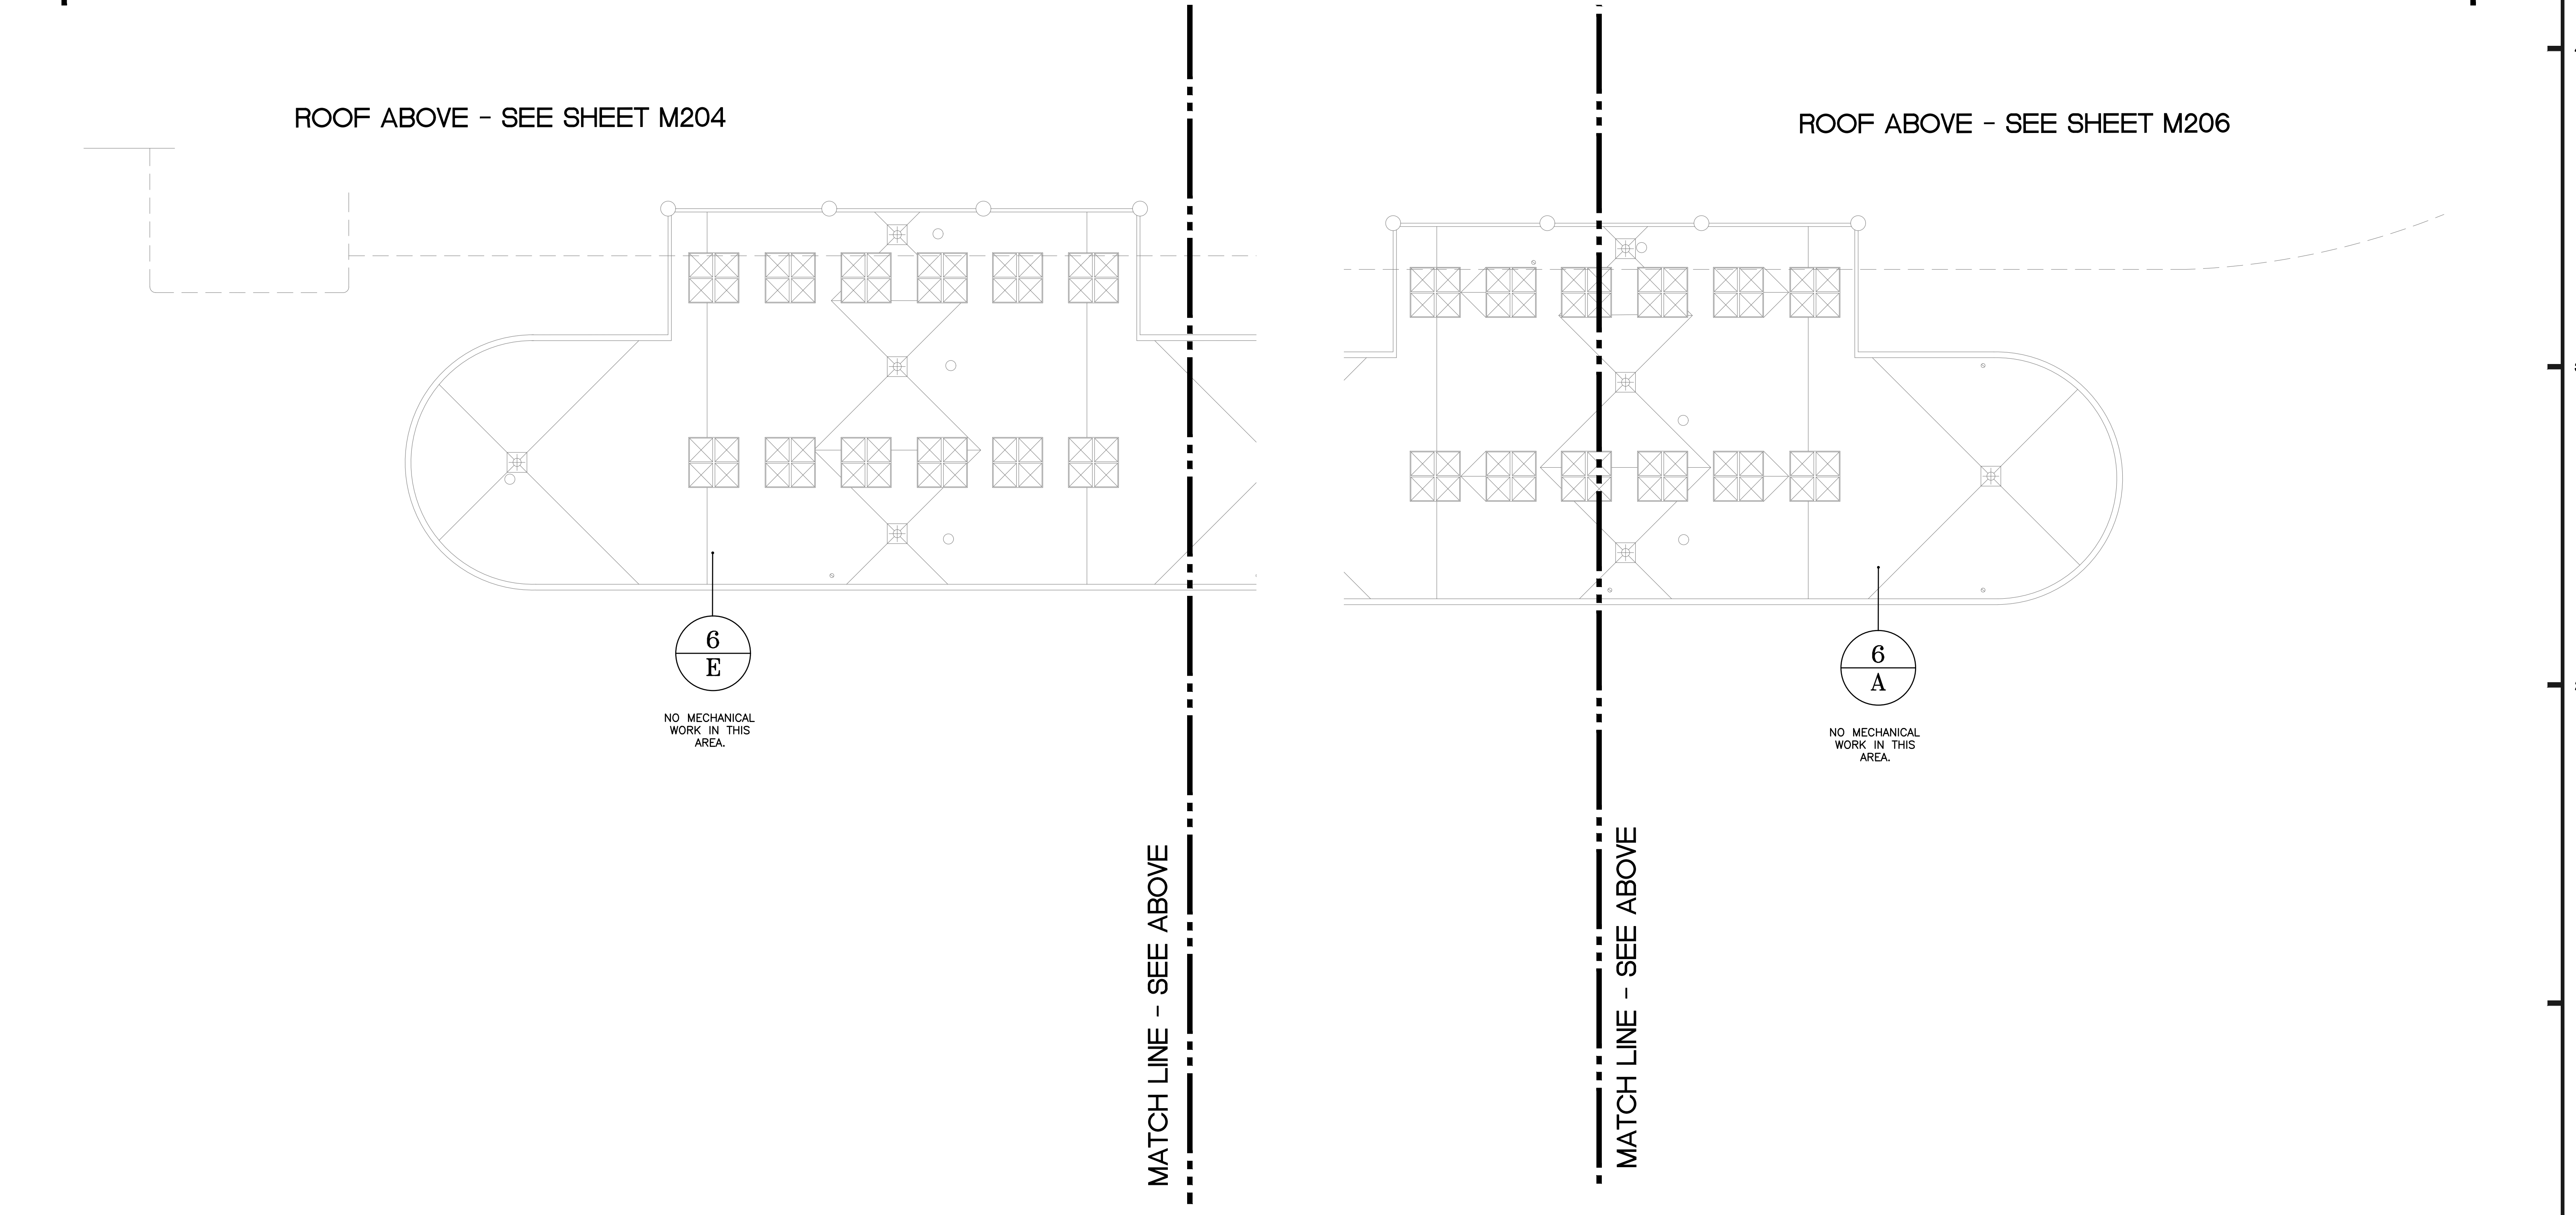 ROOF ABOVE - SEE SHEET M204
ROOF ABOVE - SEE SHEET M206
6
E
NO MECHANICAL
WORK IN THIS
AREA.
6
A
NO MECHANICAL
WORK IN THIS
AREA.
MATCH LINE - SEE ABOVE
MATCH LINE - SEE ABOVE